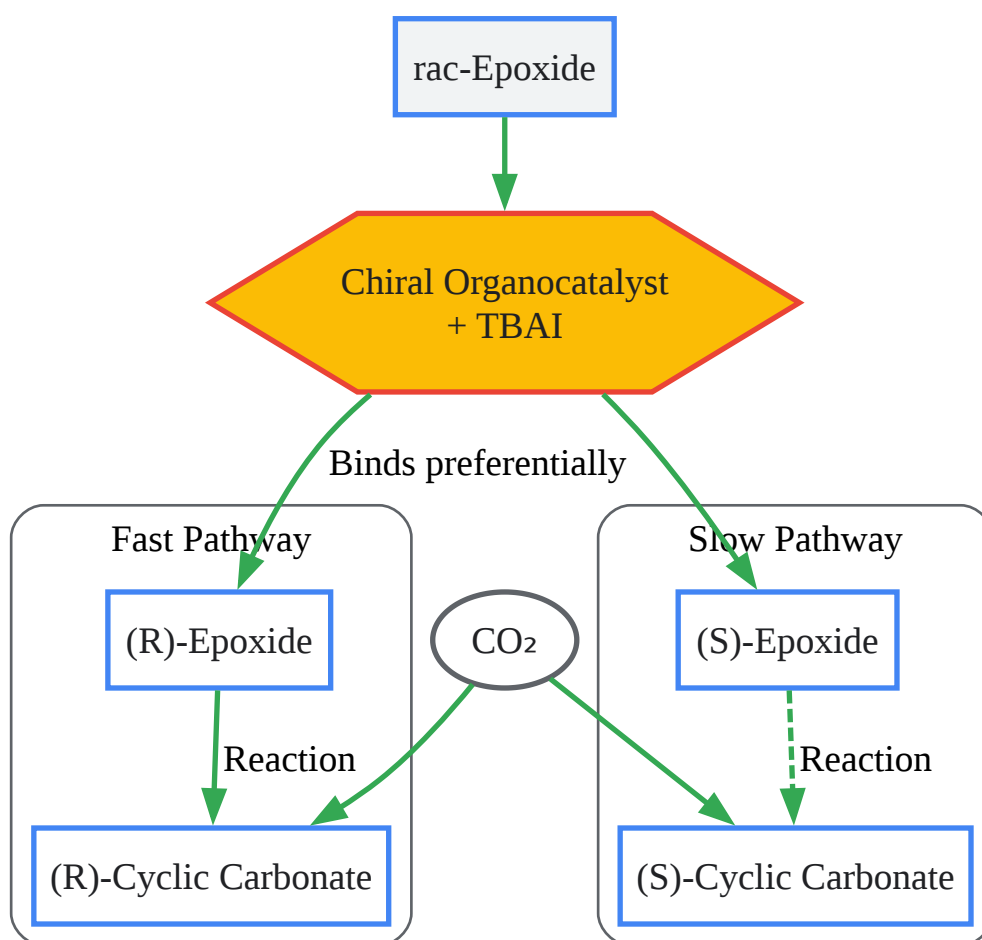 rac-Epoxide
Chiral Organocatalyst
+ TBAI
Binds preferentially
Fast Pathway
Slow Pathway
(R)-Epoxide
CO₂
(S)-Epoxide
Reaction
Reaction
(R)-Cyclic Carbonate
(S)-Cyclic Carbonate